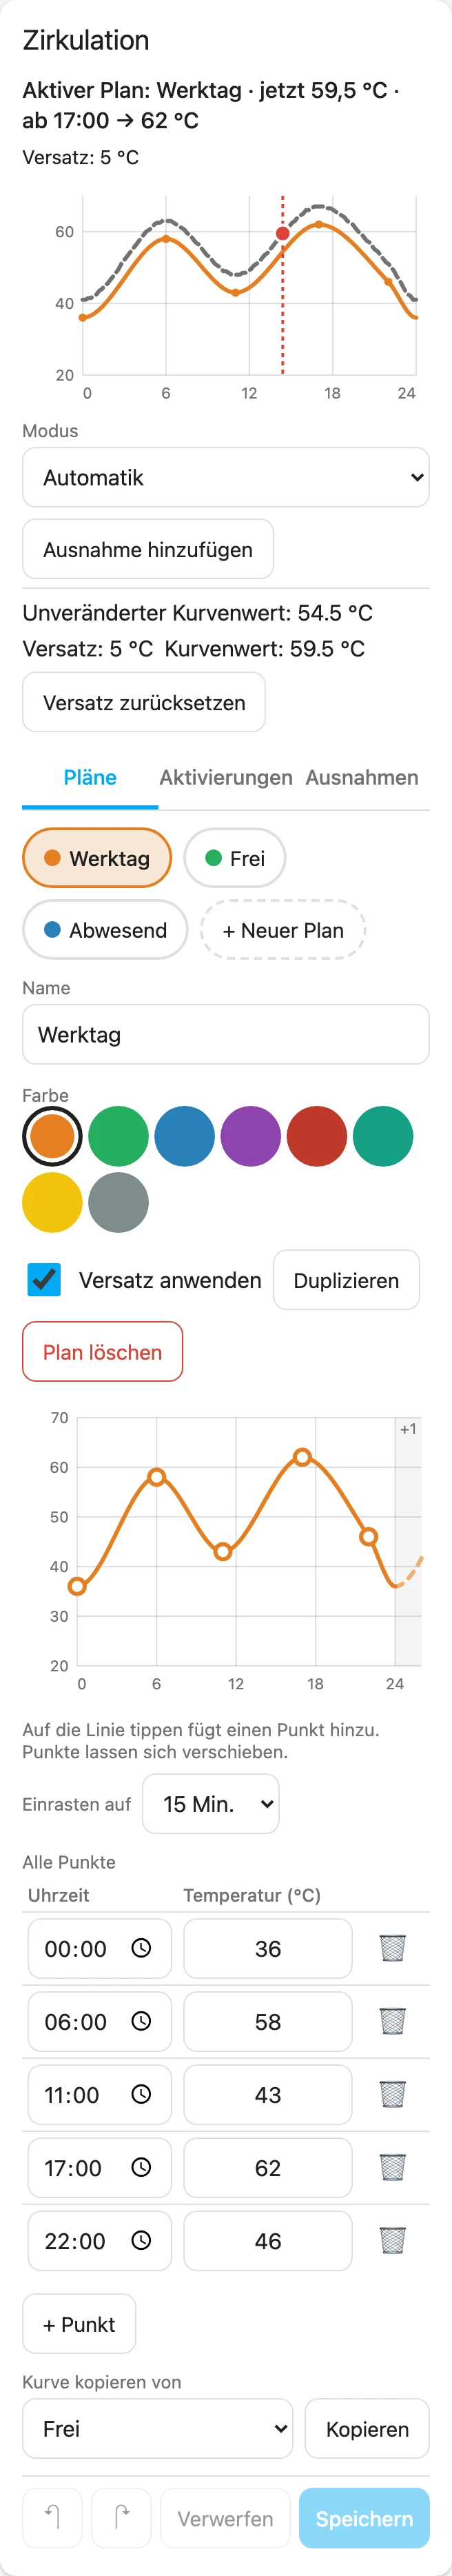 Zirkulation
Aktiver Plan: Werktag · jetzt 59,5 °C ·
ab 17:00 → 62 °C
Versatz: 5 °C
60
40
20
0 6 12 18 24
Modus
Automatik
Ausnahme hinzufügen
Unveränderter Kurvenwert: 54.5 °C
Versatz: 5 °C Kurvenwert: 59.5 °C
Versatz zurücksetzen
Pläne Aktivierungen Ausnahmen
Werktag Frei
Abwesend + Neuer Plan
Name
Werktag
Farbe
Versatz anwenden Duplizieren
Plan löschen
70
+1
60
50
40
30
20
0 6 12 18 24
Auf die Linie tippen fügt einen Punkt hinzu.
Punkte lassen sich verschieben.
Einrasten auf 15 Min.
Alle Punkte
Uhrzeit Temperatur (°C)
00:00 36
06:00 58
11:00 43
17:00 62
22:00 46
+ Punkt
Kurve kopieren von
Frei Kopieren
Verwerfen Speichern